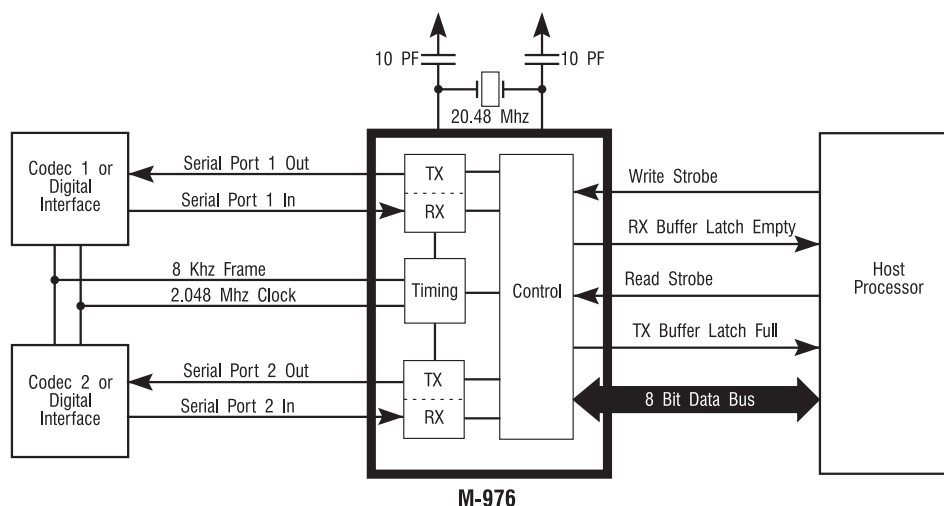 10 PF
10 PF
20.48 Mhz
Codec 1 or
Digital
Interface
Serial Port 1 Out
Serial Port 1 In
TX
RX
Write Strobe
RX Buffer Latch Empty
8 Khz Frame
2.048 Mhz Clock
Timing
Control
Read Strobe
TX Buffer Latch Full
Host
Processor
Codec 2 or
Digital
Interface
Serial Port 2 Out
Serial Port 2 In
TX
RX
8 Bit Data Bus
M-976